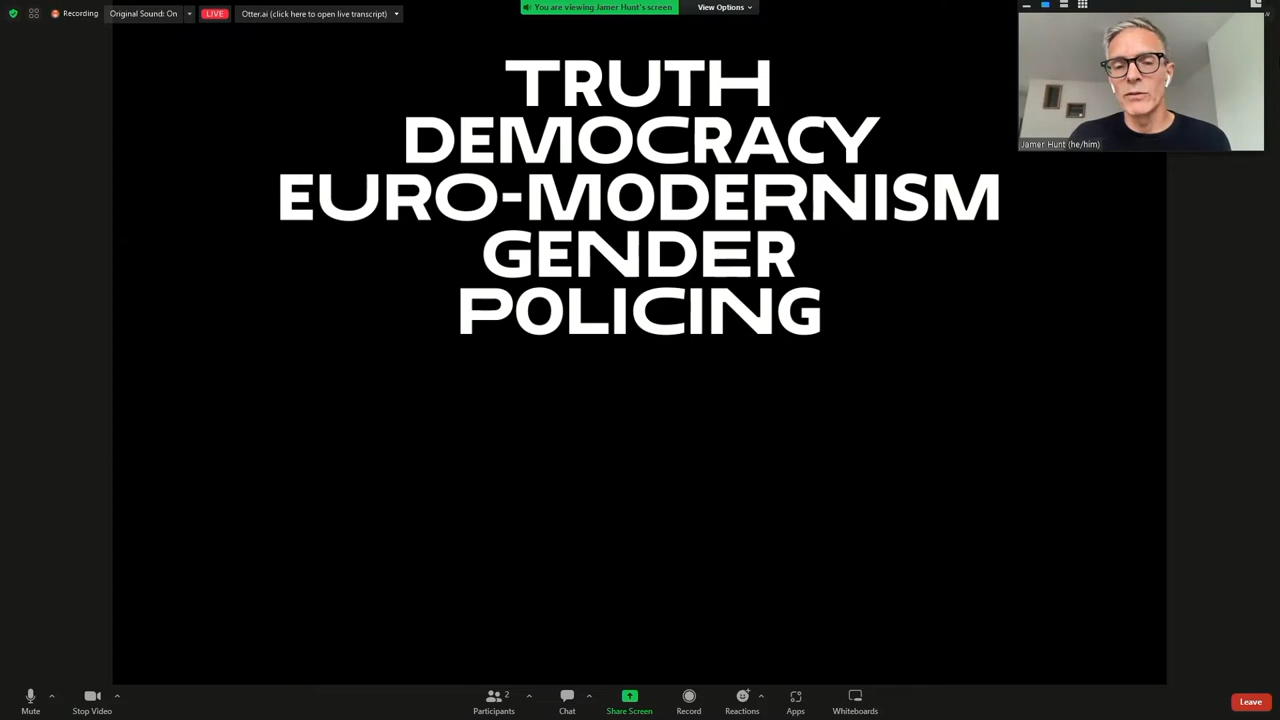 Recording
Original Sound: On
LIVE
Otter.ai (click here to open live transcript)
You are viewing Jamer Hunt's screen
View Options
TRUTH
DEMOCRACY
EURO-MODERNISM
GENDER
POLICING
Jamer Hunt (he/him)
Mute
Stop Video
Participants
2
Chat
Share Screen
Record
Reactions
Apps
Whiteboards
Leave